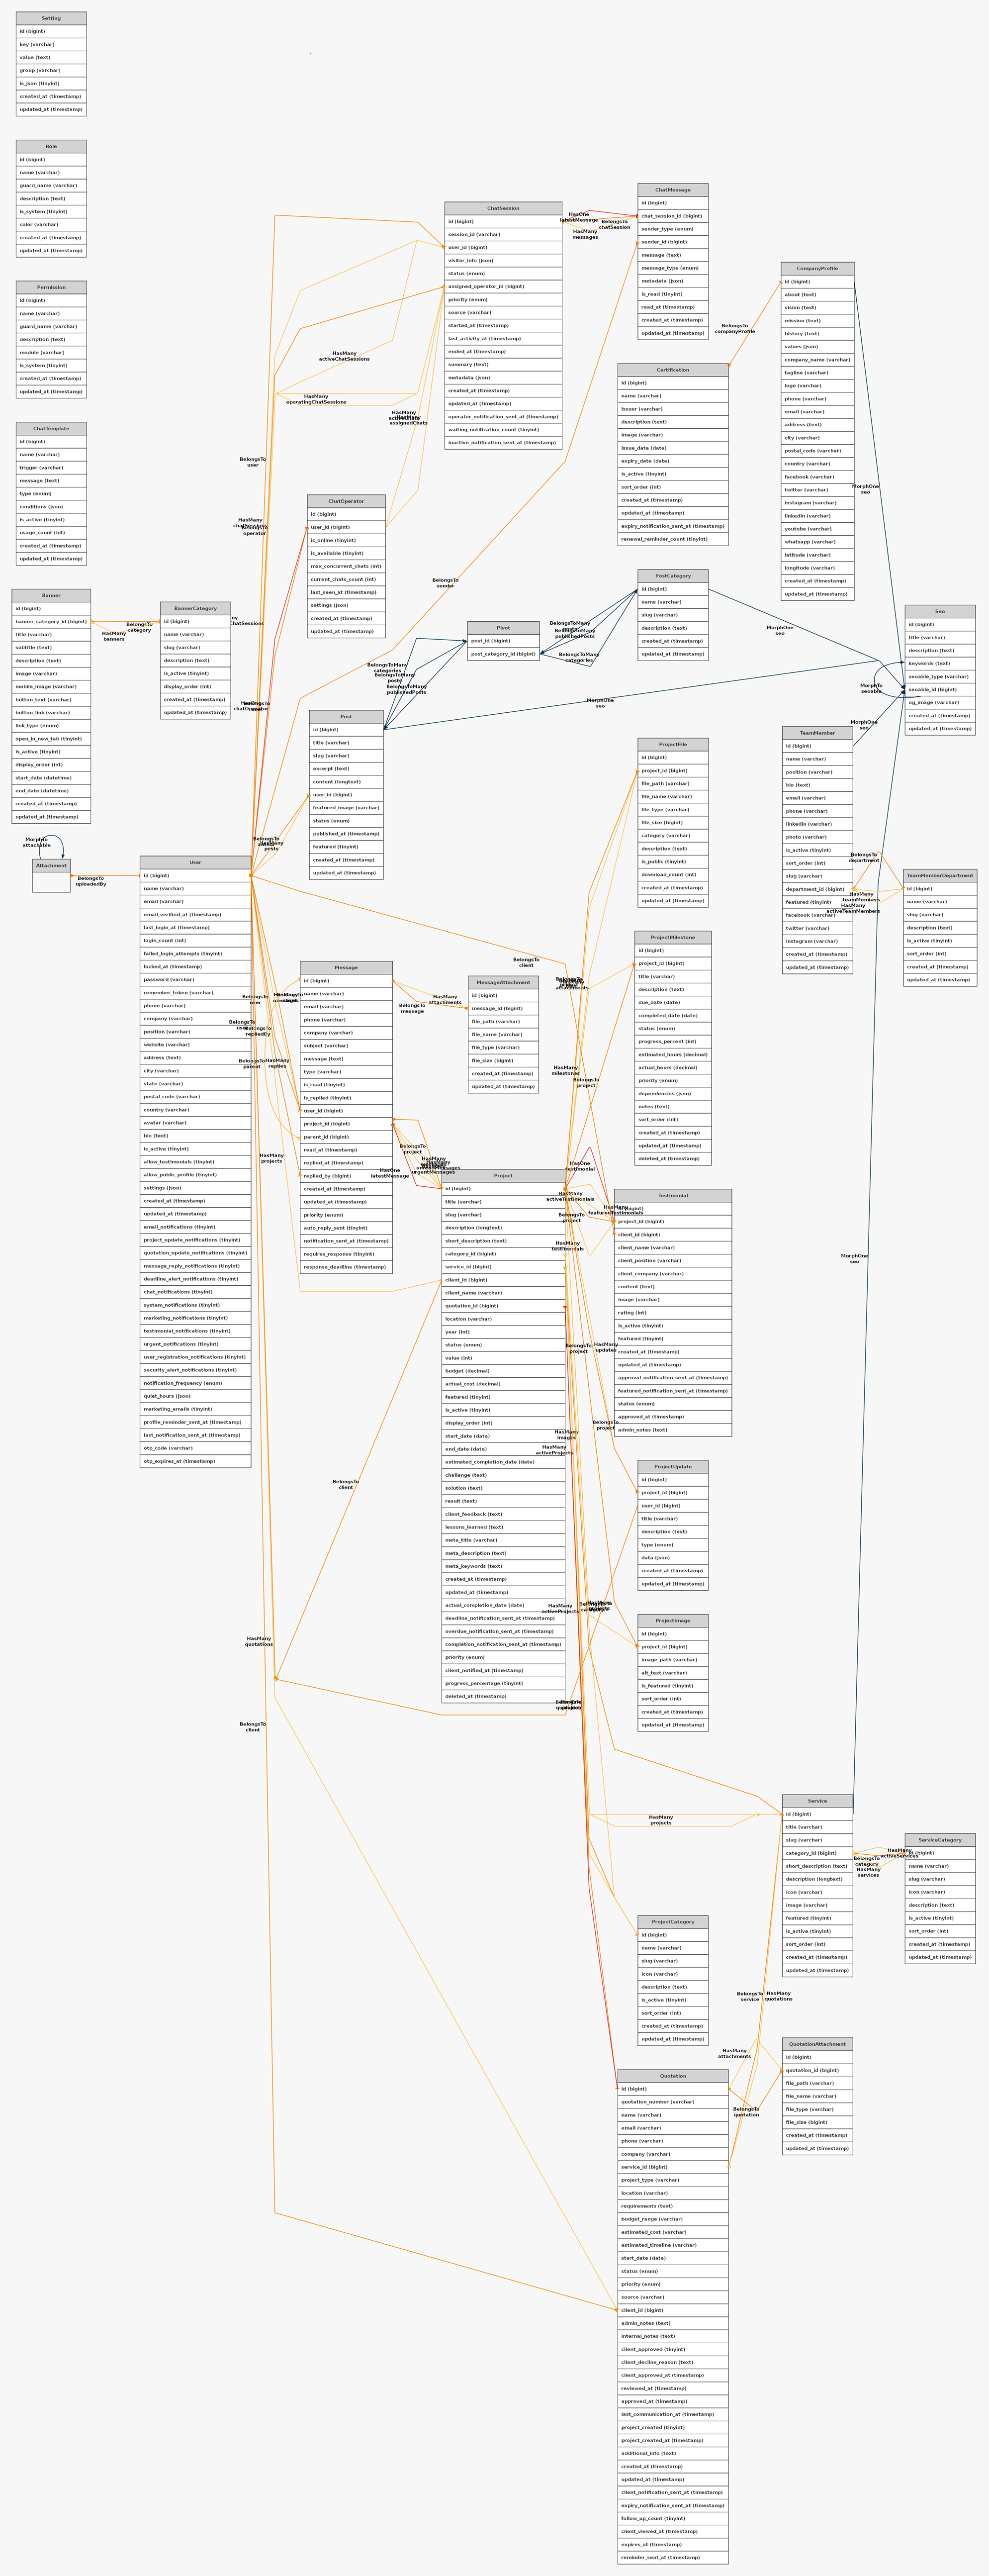 Setting
id (bigint)
key (varchar)
value (text)
group (varchar)
is_json (tinyint)
created_at (timestamp)
updated_at (timestamp)
Role
id (bigint)
name (varchar)
guard_name (varchar)
description (text)
is_system (tinyint)
color (varchar)
created_at (timestamp)
updated_at (timestamp)
Permission
id (bigint)
name (varchar)
guard_name (varchar)
description (text)
module (varchar)
is_system (tinyint)
created_at (timestamp)
updated_at (timestamp)
ChatTemplate
id (bigint)
name (varchar)
trigger (varchar)
message (text)
type (enum)
conditions (json)
is_active (tinyint)
usage_count (int)
created_at (timestamp)
updated_at (timestamp)
Banner
id (bigint)
banner_category_id (bigint)
title (varchar)
subtitle (text)
description (text)
image (varchar)
mobile_image (varchar)
button_text (varchar)
button_link (varchar)
link_type (enum)
open_in_new_tab (tinyint)
is_active (tinyint)
display_order (int)
start_date (datetime)
end_date (datetime)
created_at (timestamp)
updated_at (timestamp)
BelongsTo
category
HasMany
banners
BannerCategory
id (bigint)
name (varchar)
slug (varchar)
description (text)
is_active (tinyint)
display_order (int)
created_at (timestamp)
updated_at (timestamp)
MorphTo
attachable
Attachment
BelongsTo
uploadedBy
User
id (bigint)
name (varchar)
email (varchar)
email_verified_at (timestamp)
last_login_at (timestamp)
login_count (int)
failed_login_attempts (tinyint)
locked_at (timestamp)
password (varchar)
remember_token (varchar)
phone (varchar)
company (varchar)
position (varchar)
website (varchar)
address (text)
city (varchar)
state (varchar)
postal_code (varchar)
country (varchar)
avatar (varchar)
bio (text)
is_active (tinyint)
allow_testimonials (tinyint)
allow_public_profile (tinyint)
settings (json)
created_at (timestamp)
updated_at (timestamp)
email_notifications (tinyint)
project_update_notifications (tinyint)
quotation_update_notifications (tinyint)
message_reply_notifications (tinyint)
deadline_alert_notifications (tinyint)
chat_notifications (tinyint)
system_notifications (tinyint)
marketing_notifications (tinyint)
testimonial_notifications (tinyint)
urgent_notifications (tinyint)
user_registration_notifications (tinyint)
security_alert_notifications (tinyint)
notification_frequency (enum)
quiet_hours (json)
marketing_emails (tinyint)
profile_reminder_sent_at (timestamp)
last_notification_sent_at (timestamp)
otp_code (varchar)
otp_expires_at (timestamp)
ChatSession
id (bigint)
session_id (varchar)
user_id (bigint)
visitor_info (json)
status (enum)
assigned_operator_id (bigint)
priority (enum)
source (varchar)
started_at (timestamp)
last_activity_at (timestamp)
ended_at (timestamp)
summary (text)
metadata (json)
created_at (timestamp)
updated_at (timestamp)
operator_notification_sent_at (timestamp)
waiting_notification_count (tinyint)
inactive_notification_sent_at (timestamp)
HasMany
activeChatSessions
HasMany
operatingChatSessions
HasMany
assignedChats
BelongsTo
user
BelongsTo
operator
BelongsTo
sender
HasOne
latestMessage
BelongsTo
chatSession
HasMany
messages
ChatMessage
id (bigint)
chat_session_id (bigint)
sender_type (enum)
sender_id (bigint)
message (text)
message_type (enum)
metadata (json)
is_read (tinyint)
read_at (timestamp)
created_at (timestamp)
updated_at (timestamp)
ChatOperator
id (bigint)
user_id (bigint)
is_online (tinyint)
is_available (tinyint)
max_concurrent_chats (int)
current_chats_count (int)
last_seen_at (timestamp)
settings (json)
created_at (timestamp)
updated_at (timestamp)
Certification
id (bigint)
name (varchar)
issuer (varchar)
description (text)
image (varchar)
issue_date (date)
expiry_date (date)
is_active (tinyint)
sort_order (int)
created_at (timestamp)
updated_at (timestamp)
expiry_notification_sent_at (timestamp)
renewal_reminder_count (tinyint)
BelongsTo
companyProfile
CompanyProfile
id (bigint)
about (text)
vision (text)
mission (text)
history (text)
values (json)
company_name (varchar)
tagline (varchar)
logo (varchar)
phone (varchar)
email (varchar)
address (text)
city (varchar)
postal_code (varchar)
country (varchar)
facebook (varchar)
twitter (varchar)
instagram (varchar)
linkedin (varchar)
youtube (varchar)
whatsapp (varchar)
latitude (varchar)
longitude (varchar)
created_at (timestamp)
updated_at (timestamp)
MorphOne
seo
PostCategory
id (bigint)
name (varchar)
slug (varchar)
description (text)
created_at (timestamp)
updated_at (timestamp)
Pivot
post_id (bigint)
post_category_id (bigint)
BelongsToMany
publishedPosts
BelongsToMany
categories
BelongsToMany
categories
BelongsToMany
posts
BelongsToMany
publishedPosts
MorphOne
seo
MorphOne
seo
Post
id (bigint)
title (varchar)
slug (varchar)
excerpt (text)
content (longtext)
user_id (bigint)
featured_image (varchar)
status (enum)
published_at (timestamp)
featured (tinyint)
created_at (timestamp)
updated_at (timestamp)
HasMany
posts
Seo
id (bigint)
title (varchar)
description (text)
keywords (text)
seoable_type (varchar)
seoable_id (bigint)
og_image (varchar)
created_at (timestamp)
updated_at (timestamp)
MorphTo
seoable
MorphOne
seo
TeamMember
id (bigint)
name (varchar)
position (varchar)
bio (text)
email (varchar)
phone (varchar)
linkedin (varchar)
photo (varchar)
is_active (tinyint)
sort_order (int)
slug (varchar)
department_id (bigint)
featured (tinyint)
facebook (varchar)
twitter (varchar)
instagram (varchar)
created_at (timestamp)
updated_at (timestamp)
BelongsTo
department
HasMany
teamMembers
HasMany
activeTeamMembers
TeamMemberDepartment
id (bigint)
name (varchar)
slug (varchar)
description (text)
is_active (tinyint)
sort_order (int)
created_at (timestamp)
updated_at (timestamp)
ProjectFile
id (bigint)
project_id (bigint)
file_path (varchar)
file_name (varchar)
file_type (varchar)
file_size (bigint)
category (varchar)
description (text)
is_public (tinyint)
download_count (int)
created_at (timestamp)
updated_at (timestamp)
ProjectMilestone
id (bigint)
project_id (bigint)
title (varchar)
description (text)
due_date (date)
completed_date (date)
status (enum)
progress_percent (int)
estimated_hours (decimal)
actual_hours (decimal)
priority (enum)
dependencies (json)
notes (text)
sort_order (int)
created_at (timestamp)
updated_at (timestamp)
deleted_at (timestamp)
BelongsTo
client
HasMany
milestones
BelongsTo
project
Message
id (bigint)
name (varchar)
email (varchar)
phone (varchar)
company (varchar)
subject (varchar)
message (text)
type (varchar)
is_read (tinyint)
is_replied (tinyint)
user_id (bigint)
project_id (bigint)
parent_id (bigint)
read_at (timestamp)
replied_at (timestamp)
replied_by (bigint)
created_at (timestamp)
updated_at (timestamp)
priority (enum)
auto_reply_sent (tinyint)
notification_sent_at (timestamp)
requires_response (tinyint)
response_deadline (timestamp)
BelongsTo
repliedBy
BelongsTo
parent
HasMany
replies
HasMany
projects
HasMany
attachments
BelongsTo
message
MessageAttachment
id (bigint)
message_id (bigint)
file_path (varchar)
file_name (varchar)
file_type (varchar)
file_size (bigint)
created_at (timestamp)
updated_at (timestamp)
BelongsTo
project
HasMany
urgentMessages
HasOne
latestMessage
Project
id (bigint)
title (varchar)
slug (varchar)
description (longtext)
short_description (text)
category_id (bigint)
service_id (bigint)
client_id (bigint)
client_name (varchar)
quotation_id (bigint)
location (varchar)
year (int)
status (enum)
value (int)
budget (decimal)
actual_cost (decimal)
featured (tinyint)
is_active (tinyint)
display_order (int)
start_date (date)
end_date (date)
estimated_completion_date (date)
challenge (text)
solution (text)
result (text)
client_feedback (text)
lessons_learned (text)
meta_title (varchar)
meta_description (text)
meta_keywords (text)
created_at (timestamp)
updated_at (timestamp)
actual_completion_date (date)
deadline_notification_sent_at (timestamp)
overdue_notification_sent_at (timestamp)
completion_notification_sent_at (timestamp)
priority (enum)
client_notified_at (timestamp)
progress_percentage (tinyint)
deleted_at (timestamp)
HasOne
testimonial
HasMany
activeTestimonials
HasMany
featuredTestimonials
BelongsTo
project
HasMany
testimonials
Testimonial
id (bigint)
project_id (bigint)
client_id (bigint)
client_name (varchar)
client_position (varchar)
client_company (varchar)
content (text)
image (varchar)
rating (int)
is_active (tinyint)
featured (tinyint)
created_at (timestamp)
updated_at (timestamp)
approval_notification_sent_at (timestamp)
featured_notification_sent_at (timestamp)
status (enum)
approved_at (timestamp)
admin_notes (text)
BelongsTo
project
HasMany
updates
BelongsTo
project
HasMany
images
HasMany
activeProjects
BelongsTo
client
ProjectUpdate
id (bigint)
project_id (bigint)
user_id (bigint)
title (varchar)
description (text)
type (enum)
data (json)
created_at (timestamp)
updated_at (timestamp)
HasMany
activeProjects
ProjectImage
id (bigint)
project_id (bigint)
image_path (varchar)
alt_text (varchar)
is_featured (tinyint)
sort_order (int)
created_at (timestamp)
updated_at (timestamp)
HasMany
quotations
BelongsTo
client
MorphOne
seo
HasMany
projects
Service
id (bigint)
title (varchar)
slug (varchar)
category_id (bigint)
short_description (text)
description (longtext)
icon (varchar)
image (varchar)
featured (tinyint)
is_active (tinyint)
sort_order (int)
created_at (timestamp)
updated_at (timestamp)
HasMany
activeServices
BelongsTo
category
HasMany
services
ServiceCategory
id (bigint)
name (varchar)
slug (varchar)
icon (varchar)
description (text)
is_active (tinyint)
sort_order (int)
created_at (timestamp)
updated_at (timestamp)
ProjectCategory
id (bigint)
name (varchar)
slug (varchar)
icon (varchar)
description (text)
is_active (tinyint)
sort_order (int)
created_at (timestamp)
updated_at (timestamp)
BelongsTo
service
HasMany
quotations
HasMany
attachments
BelongsTo
quotation
QuotationAttachment
id (bigint)
quotation_id (bigint)
file_path (varchar)
file_name (varchar)
file_type (varchar)
file_size (bigint)
created_at (timestamp)
updated_at (timestamp)
Quotation
id (bigint)
quotation_number (varchar)
name (varchar)
email (varchar)
phone (varchar)
company (varchar)
service_id (bigint)
project_type (varchar)
location (varchar)
requirements (text)
budget_range (varchar)
estimated_cost (varchar)
estimated_timeline (varchar)
start_date (date)
status (enum)
priority (enum)
source (varchar)
client_id (bigint)
admin_notes (text)
internal_notes (text)
client_approved (tinyint)
client_decline_reason (text)
client_approved_at (timestamp)
reviewed_at (timestamp)
approved_at (timestamp)
last_communication_at (timestamp)
project_created (tinyint)
project_created_at (timestamp)
additional_info (text)
created_at (timestamp)
updated_at (timestamp)
client_notification_sent_at (timestamp)
expiry_notification_sent_at (timestamp)
follow_up_count (tinyint)
client_viewed_at (timestamp)
expires_at (timestamp)
reminder_sent_at (timestamp)